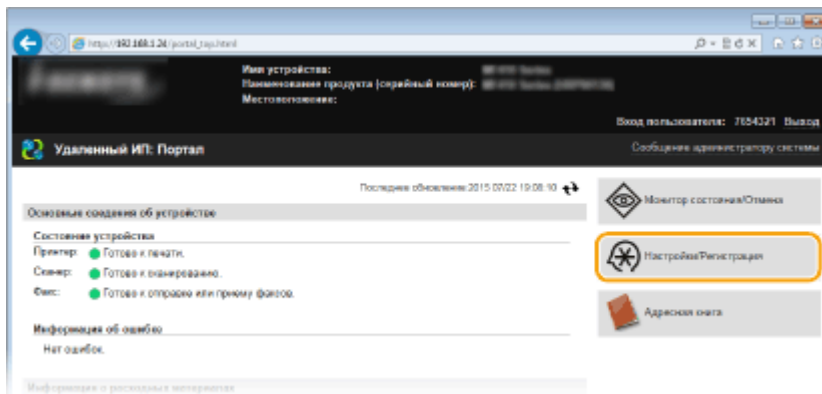 http://192.168.1.24/portal_top.html
Имя устройства:
Наименование продукта (серийный номер):
Местоположение:
Вход пользователя: 7654321 Выход
Удаленный ИП: Портал
Сообщение администратору системы
Последнее обновление:2015 07/22 19:08:10
Основные сведения об устройстве
Состояние устройства
Принтер: Готово к печати.
Сканер: Готово к сканированию.
Факс: Готово к отправке или приему факсов.
Информация об ошибке
Нет ошибок.
Информация о расходных материалах
Монитор состояния/Отмена
Настройки/Регистрация
Адресная книга